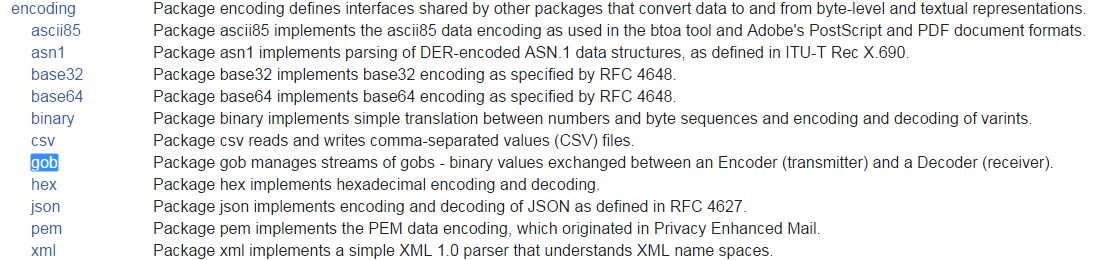 encoding Package encoding defines interfaces shared by other packages that convert data to and from byte-level and textual representations.
ascii85 Package ascii85 implements the ascii85 data encoding as used in the btoa tool and Adobe's PostScript and PDF document formats.
asn1 Package asn1 implements parsing of DER-encoded ASN.1 data structures, as defined in ITU-T Rec X.690.
base32 Package base32 implements base32 encoding as specified by RFC 4648.
base64 Package base64 implements base64 encoding as specified by RFC 4648.
binary Package binary implements simple translation between numbers and byte sequences and encoding and decoding of varints.
csv Package csv reads and writes comma-separated values (CSV) files.
gob Package gob manages streams of gobs - binary values exchanged between an Encoder (transmitter) and a Decoder (receiver).
hex Package hex implements hexadecimal encoding and decoding.
json Package json implements encoding and decoding of JSON as defined in RFC 4627.
pem Package pem implements the PEM data encoding, which originated in Privacy Enhanced Mail.
xml Package xml implements a simple XML 1.0 parser that understands XML name spaces.